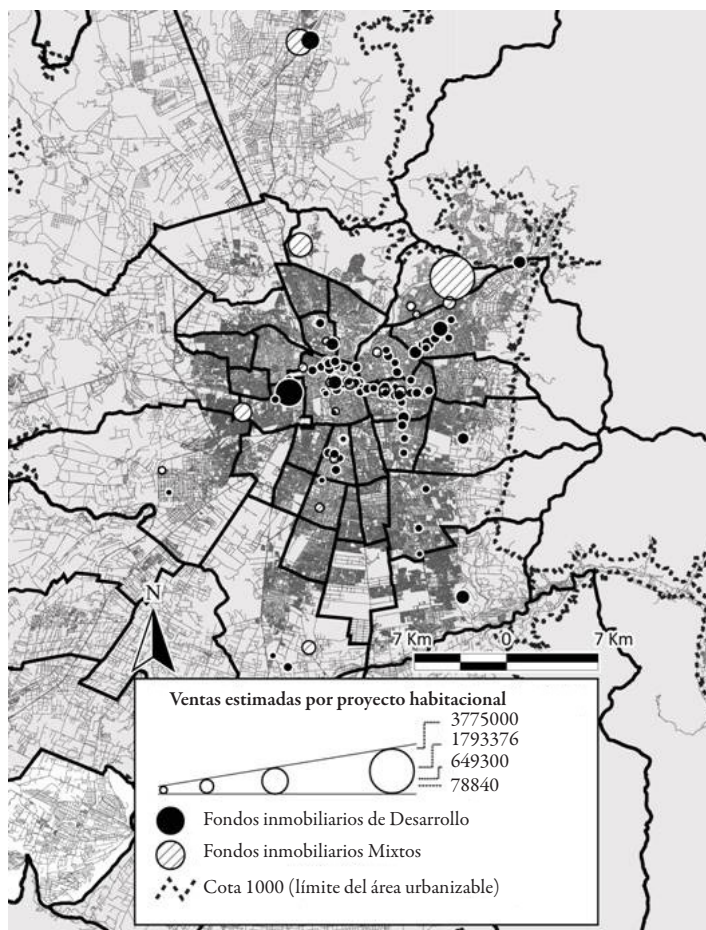 N
7 Km 0 7 Km
Ventas estimadas por proyecto habitacional
3775000
1793376
649300
78840
Fondos inmobiliarios de Desarrollo
Fondos inmobiliarios Mixtos
Cota 1000 (límite del área urbanizable)